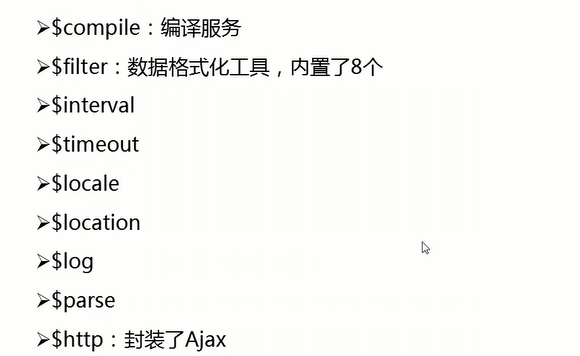 ➢$compile：编译服务
➢$filter：数据格式化工具，内置了8个
➢$interval
➢$timeout
➢$locale
➢$location
➢$log
➢$parse
➢$http：封装了Ajax